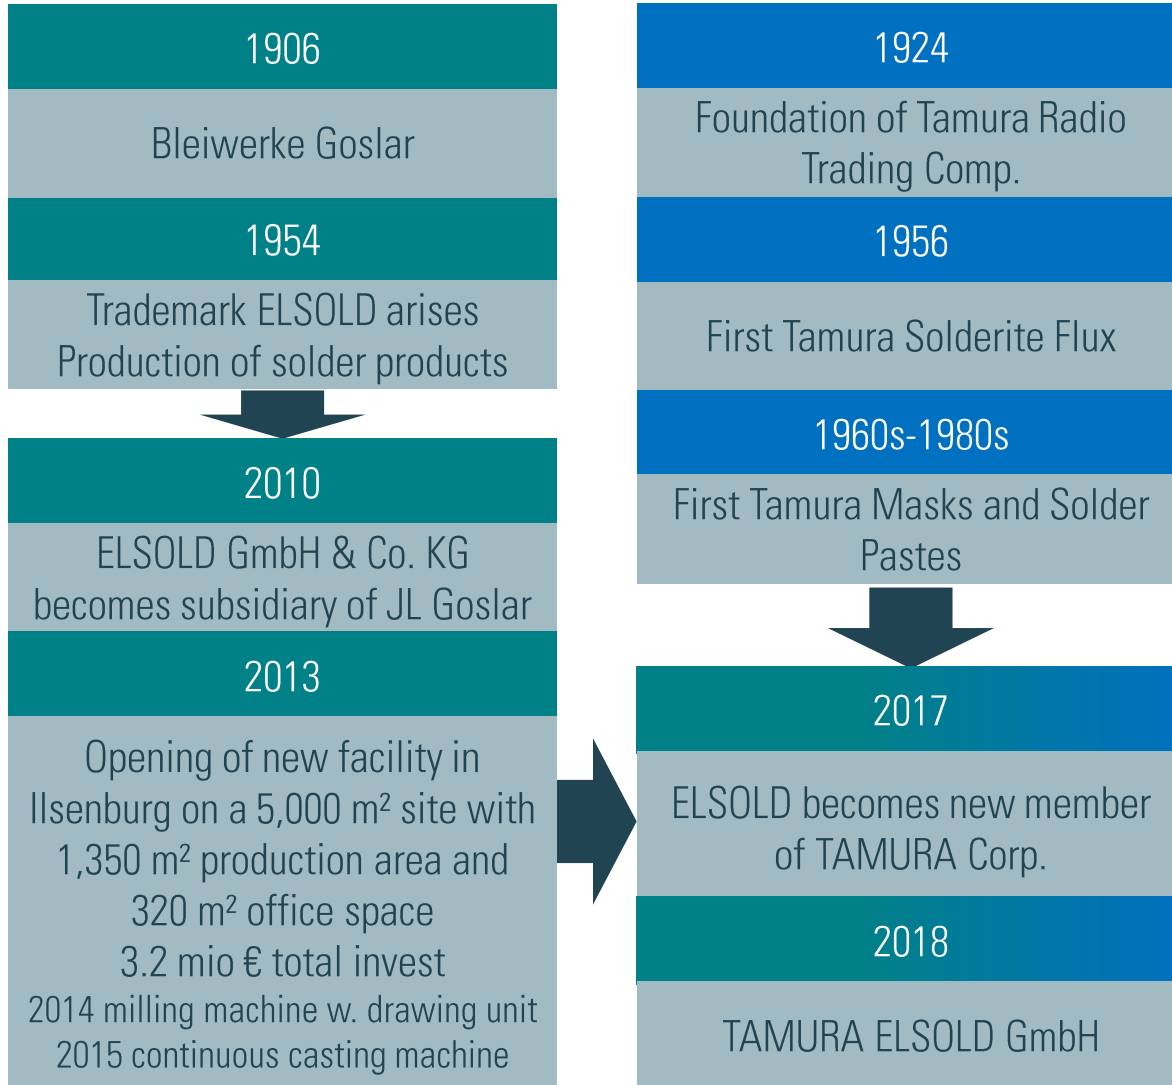 1906
Bleiwerke Goslar
1954
Trademark ELSOLD arises
Production of solder products
2010
ELSOLD GmbH & Co. KG
becomes subsidiary of JL Goslar
2013
Opening of new facility in
Ilsenburg on a 5,000 m² site with
1,350 m² production area and
320 m² office space
3.2 mio € total invest
2014 milling machine w. drawing unit
2015 continuous casting machine
1924
Foundation of Tamura Radio
Trading Comp.
1956
First Tamura Solderite Flux
1960s-1980s
First Tamura Masks and Solder
Pastes
2017
ELSOLD becomes new member
of TAMURA Corp.
2018
TAMURA ELSOLD GmbH